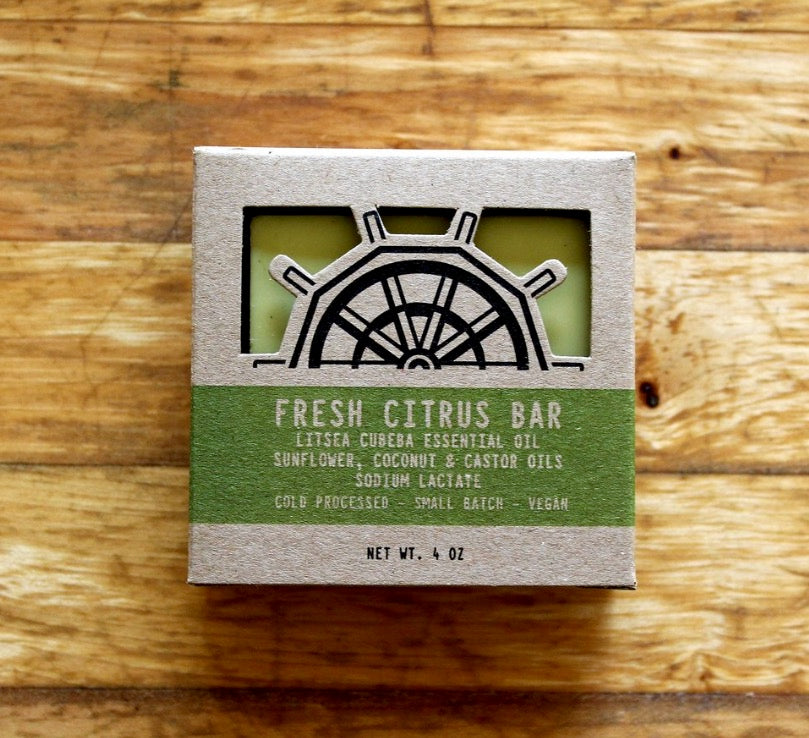 FRESH CITRUS BAR
LITSEA CUBEBA ESSENTIAL OIL
SUNFLOWER, COCONUT & CASTOR OILS
SODIUM LACTATE
COLD PROCESSED - SMALL BATCH - VEGAN
NET WT. 4 OZ